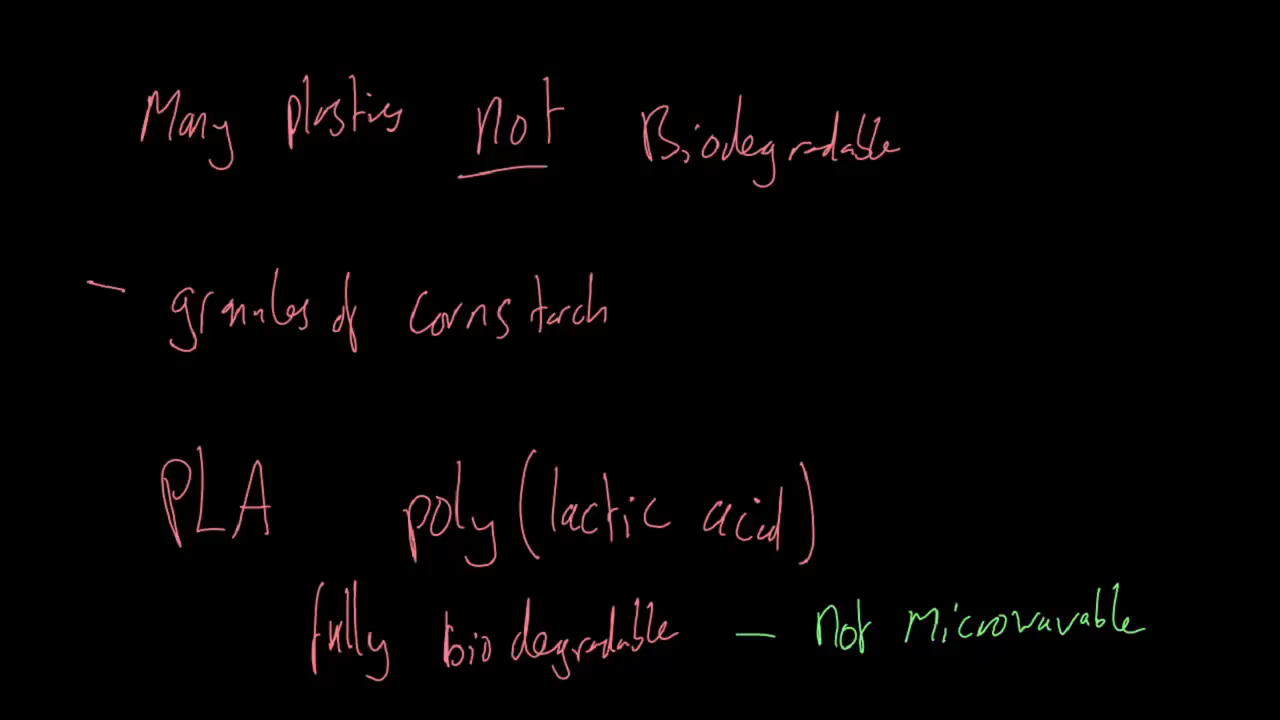 Many plastics not Biodegradable
- granules of cornstarch
PLA poly(lactic acid)
fully biodegradable - not microwavable